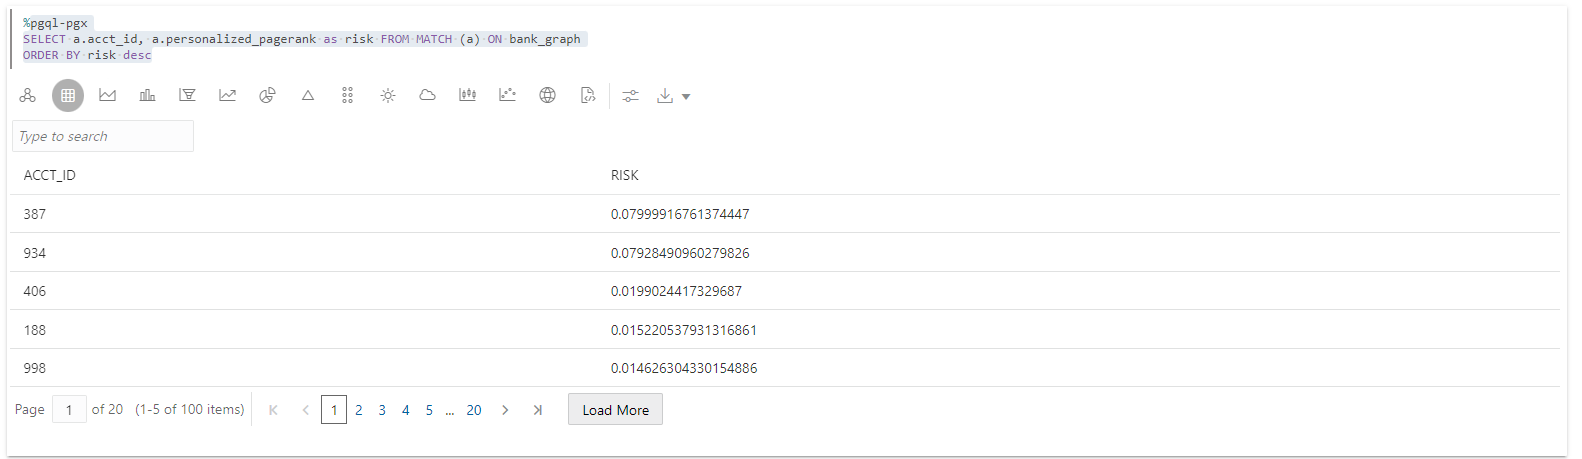 %pgql-pgx
SELECT a.acct_id, a.personalized_pagerank as risk FROM MATCH (a) ON bank_graph
ORDER BY risk desc
Type to search
ACCT_ID RISK
387 0.07999916761374447
934 0.07928490960279826
406 0.0199024417329687
188 0.015220537931316861
998 0.014626304330154886
Page 1 of 20 (1-5 of 100 items) 1 2 3 4 5 ... 20 Load More